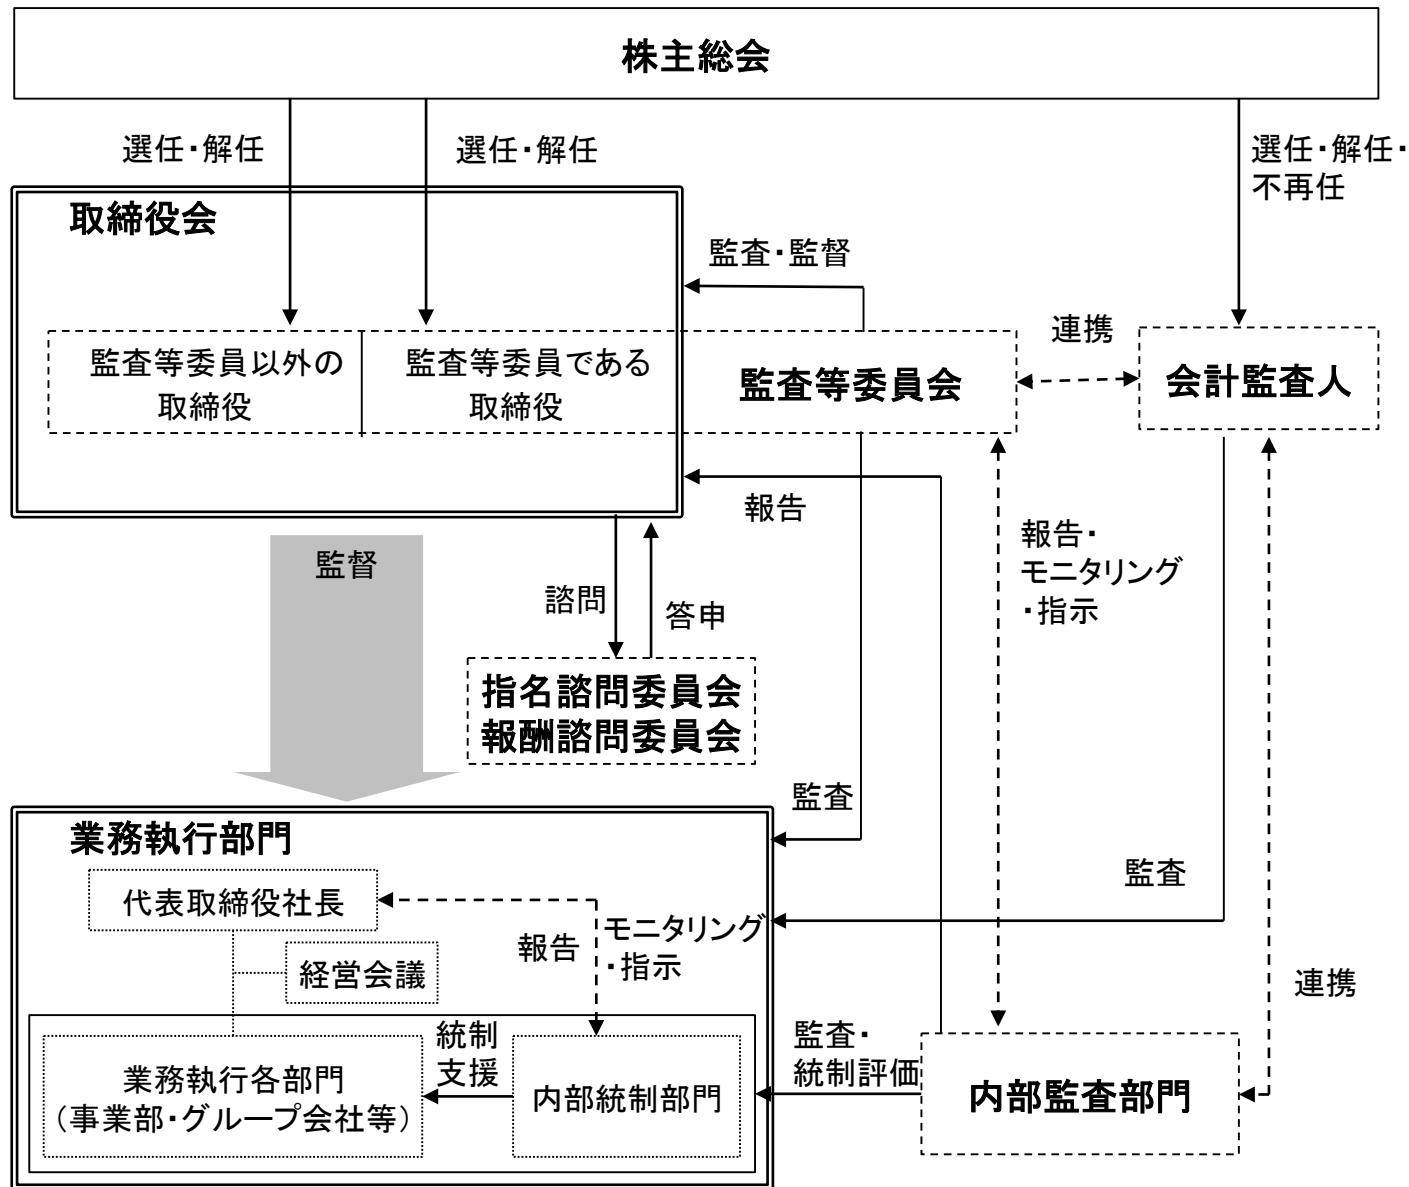 株主総会
選任・解任
選任・解任
選任・解任・
不再任
取締役会
監査・監督
監査等委員以外の
取締役
監査等委員である
取締役
監査等委員会
連携
会計監査人
報告
報告・
モニタリング
・指示
監督
諮問
答申
指名諮問委員会
報酬諮問委員会
監査
業務執行部門
代表取締役社長
監査
報告
モニタリング
・指示
経営会議
連携
統制
支援
監査・
統制評価
業務執行各部門
（事業部・グループ会社等）
内部統制部門
内部監査部門